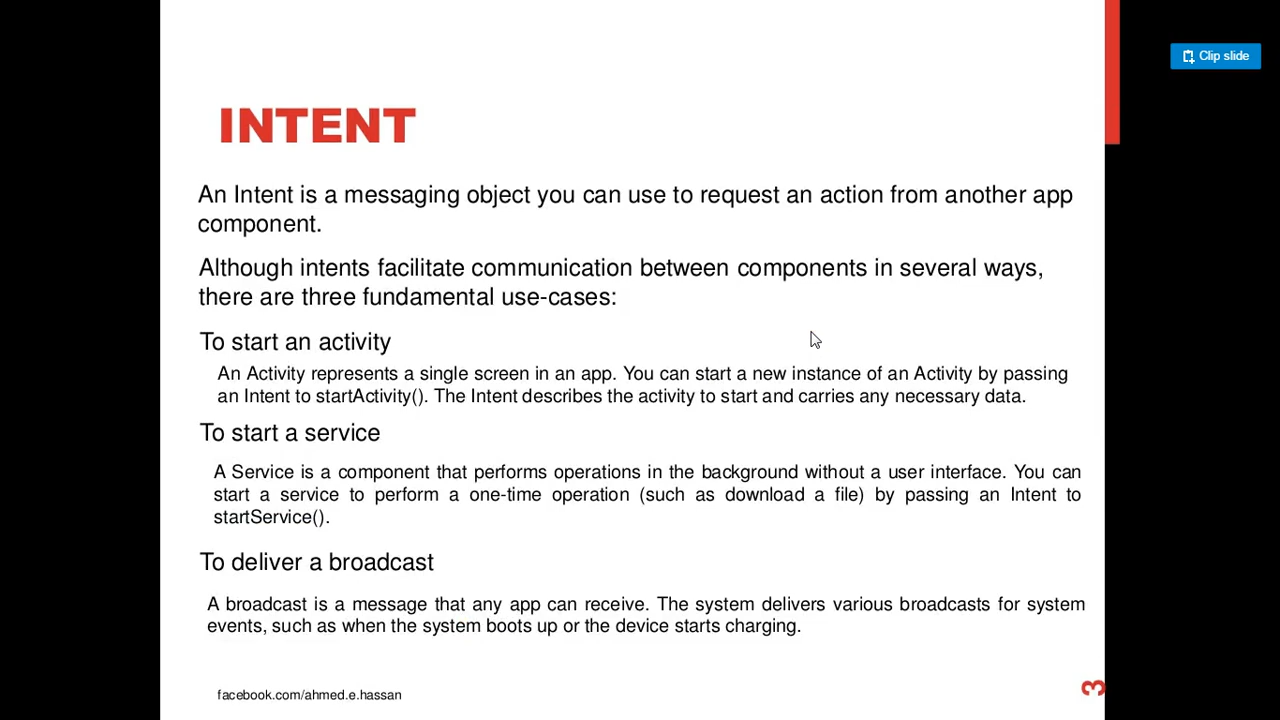 Clip slide
INTENT
An Intent is a messaging object you can use to request an action from another app
component.
Although intents facilitate communication between components in several ways,
there are three fundamental use-cases:
To start an activity
An Activity represents a single screen in an app. You can start a new instance of an Activity by passing
an Intent to startActivity(). The Intent describes the activity to start and carries any necessary data.
To start a service
A Service is a component that performs operations in the background without a user interface. You can
start a service to perform a one-time operation (such as download a file) by passing an Intent to
startService().
To deliver a broadcast
A broadcast is a message that any app can receive. The system delivers various broadcasts for system
events, such as when the system boots up or the device starts charging.
facebook.com/ahmed.e.hassan
3